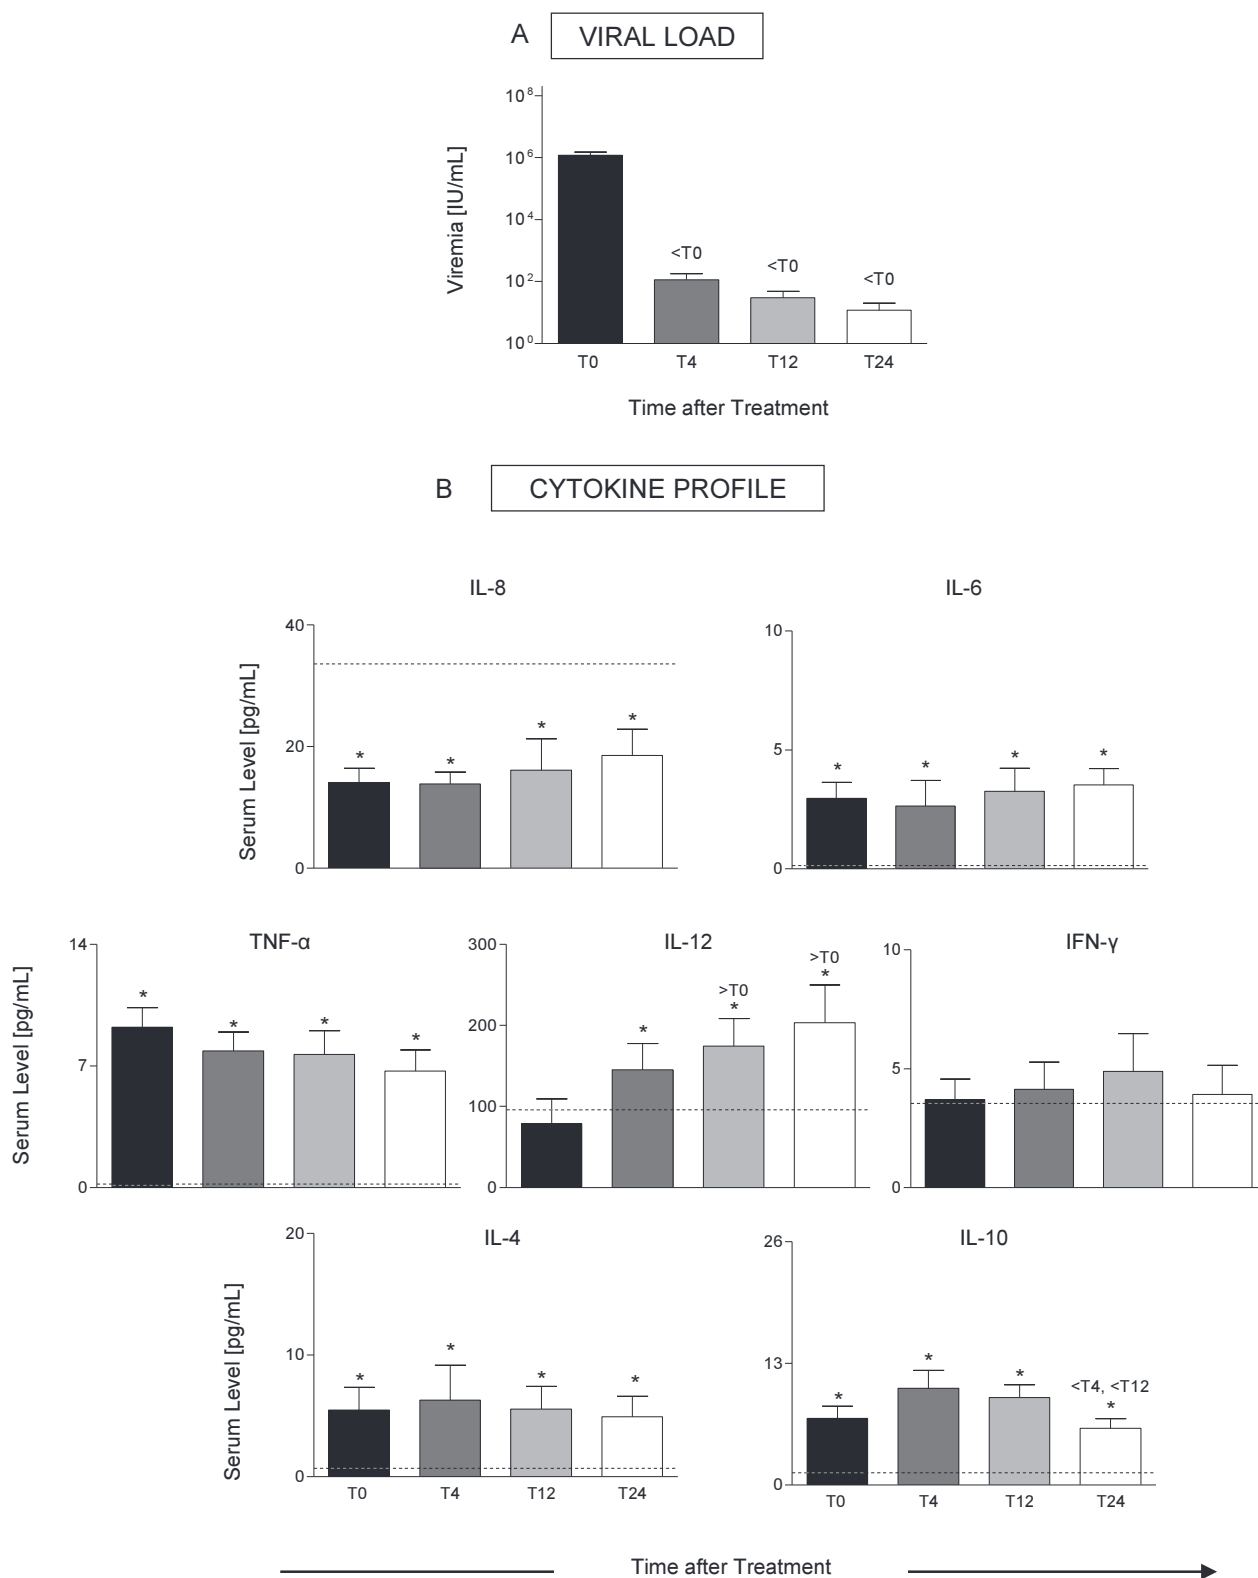 A VIRAL LOAD
10⁸
10⁶
10⁴
10²
10⁰
Viremia [IU/mL]
<T0
<T0
<T0
T0 T4 T12 T24
Time after Treatment
B CYTOKINE PROFILE
IL-8
Serum Level [pg/mL]
40
20
0
* * * *
IL-6
10
5
0
* * * *
TNF-α
Serum Level [pg/mL]
14
7
0
* * * *
IL-12
300
200
100
0
*
>T0
*
>T0
*
IFN-γ
10
5
0
IL-4
Serum Level [pg/mL]
20
10
0
* * * *
T0 T4 T12 T24
IL-10
26
13
0
* * *
<T4, <T12
*
T0 T4 T12 T24
Time after Treatment